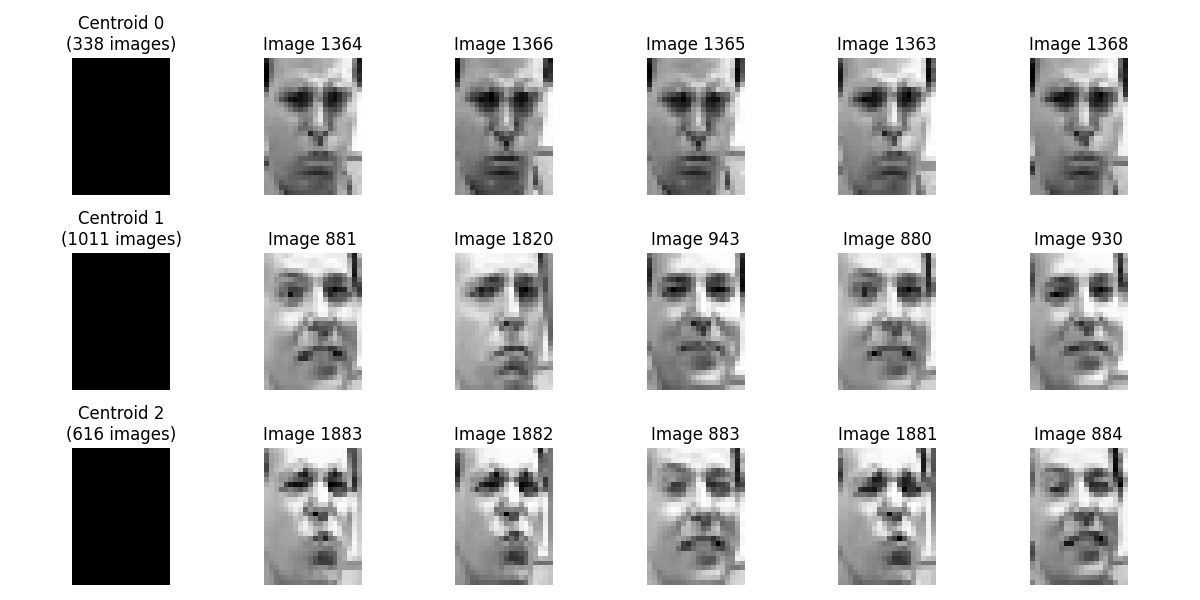 Centroid 0
(338 images)
Image 1364
Image 1366
Image 1365
Image 1363
Image 1368
Centroid 1
(1011 images)
Image 881
Image 1820
Image 943
Image 880
Image 930
Centroid 2
(616 images)
Image 1883
Image 1882
Image 883
Image 1881
Image 884